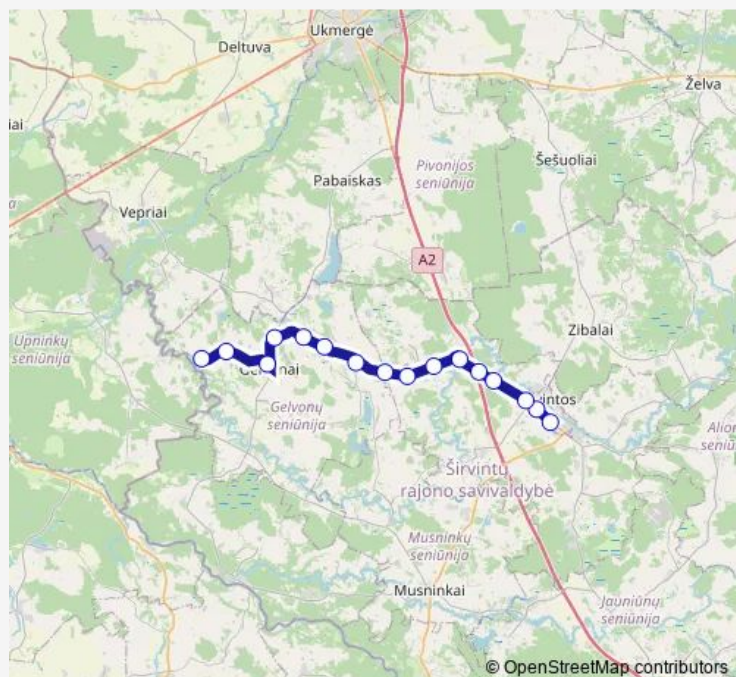 Ukmergė
Deltuva
Želva
iai
Šešuoliai
Pivonijos
seniūnija
Pabaiskas
Vepriai
A2
Upninkų
seniūnija
Zibalai
Gelvonų
seniūnija
Širvintų
rajono savivaldybė
Musninkų
seniūnija
Musninkai
Jauniūnų
seniūnija
© OpenStreetMap contributors